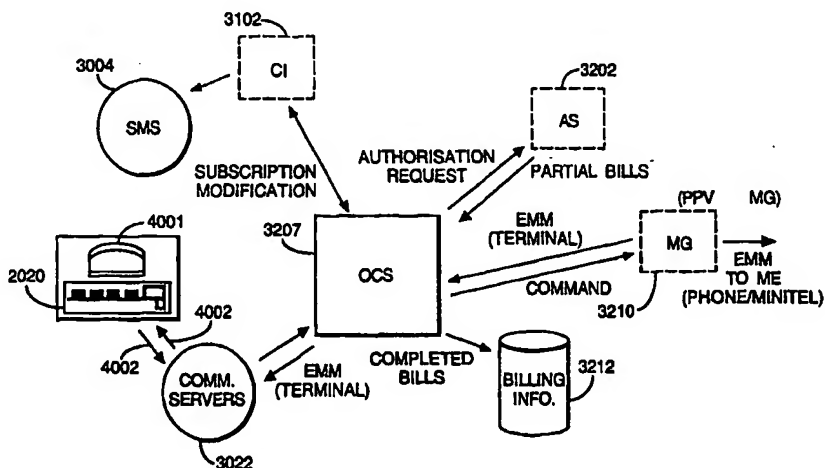 3102
CI
3004
SMS
3202
AS
SUBSCRIPTION
MODIFICATION
AUTHORISATION
REQUEST
PARTIAL BILLS
(PPV MG)
4001
3207
EMM
(TERMINAL)
MG
2020
OCS
COMMAND
EMM
TO ME
(PHONE/MINITEL)
3210
4002
4002
COMM.
SERVERS
EMM
(TERMINAL)
COMPLETED
BILLS
BILLING
INFO.
3212
3022